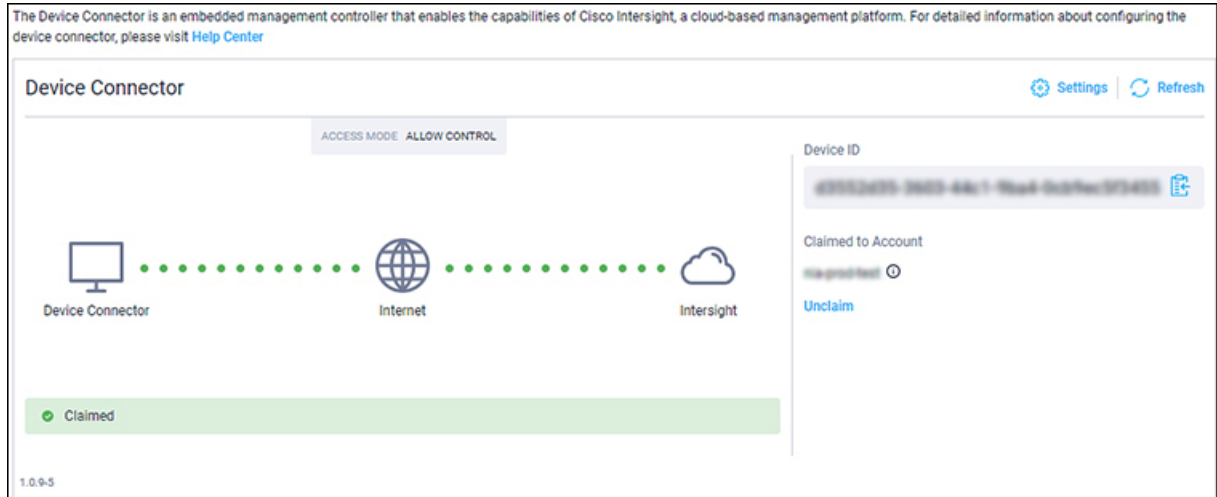 The Device Connector is an embedded management controller that enables the capabilities of Cisco Intersight, a cloud-based management platform. For detailed information about configuring the
device connector, please visit Help Center
Device Connector
Settings
Refresh
ACCESS MODE ALLOW CONTROL
Device ID
Claimed to Account
Unclaim
Device Connector
Internet
Intersight
Claimed
1.0.9-5